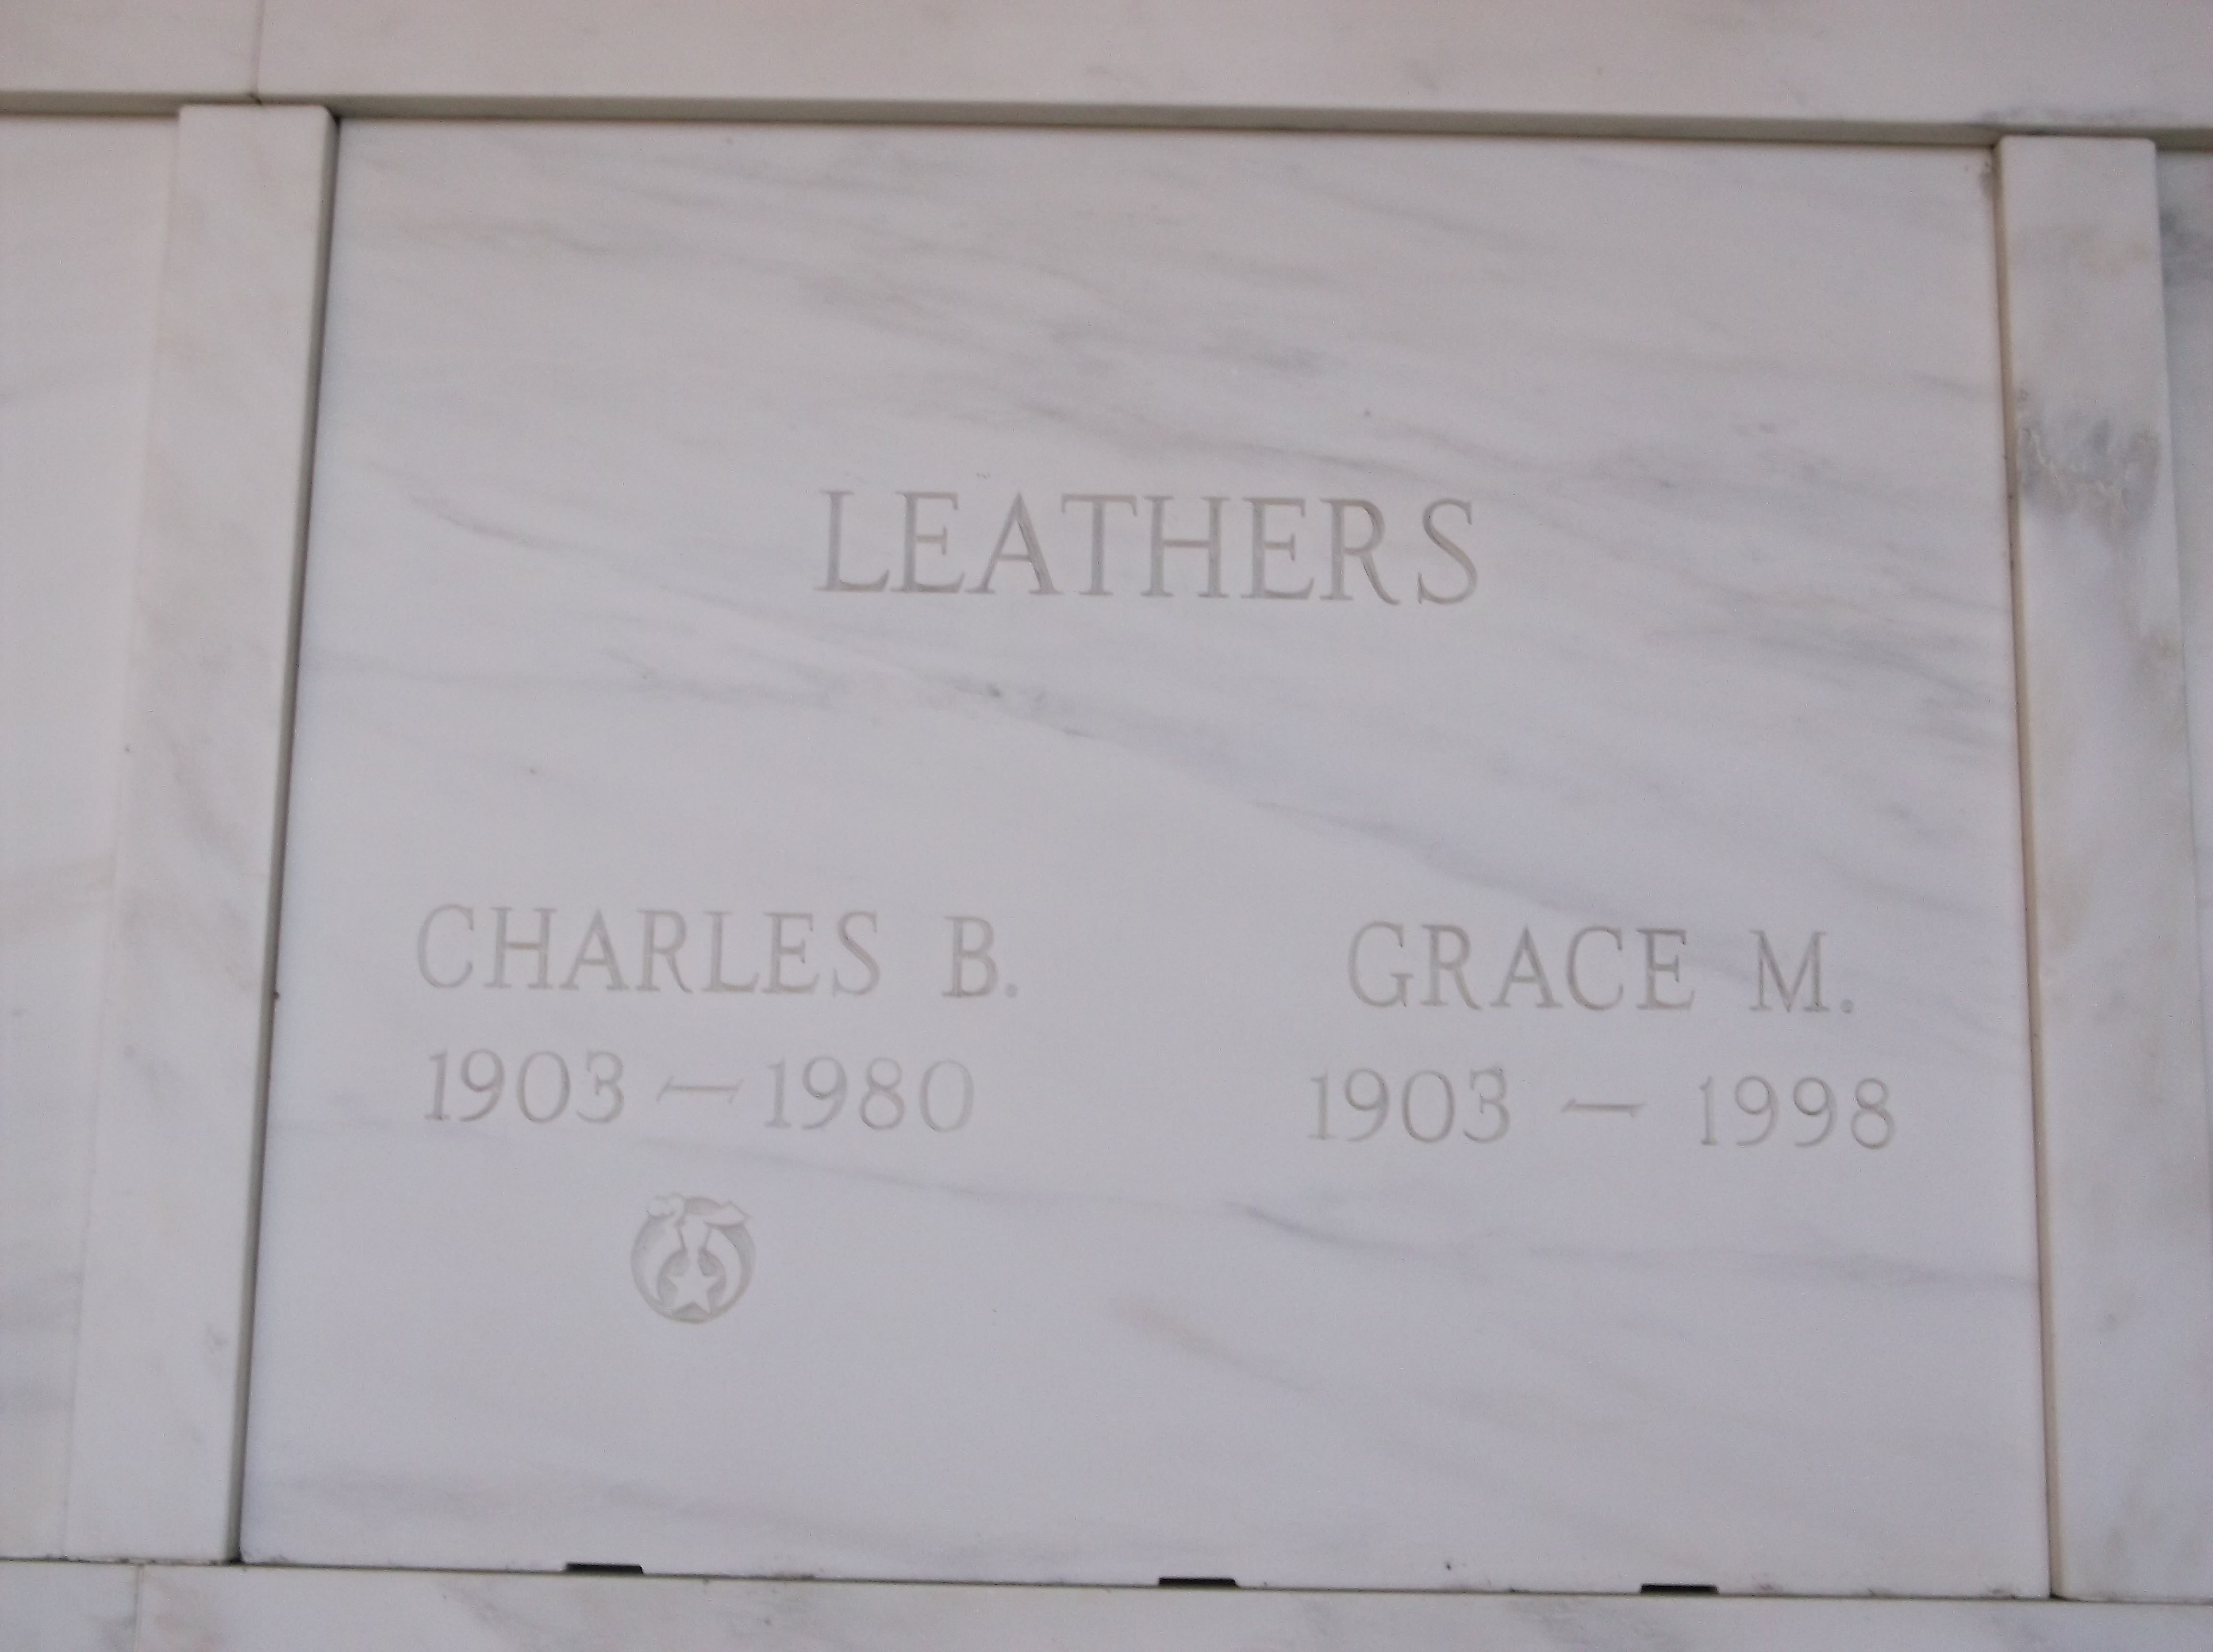 LEATHERS
CHARLES B.
1903 — 1980
GRACE M.
1903 — 1998